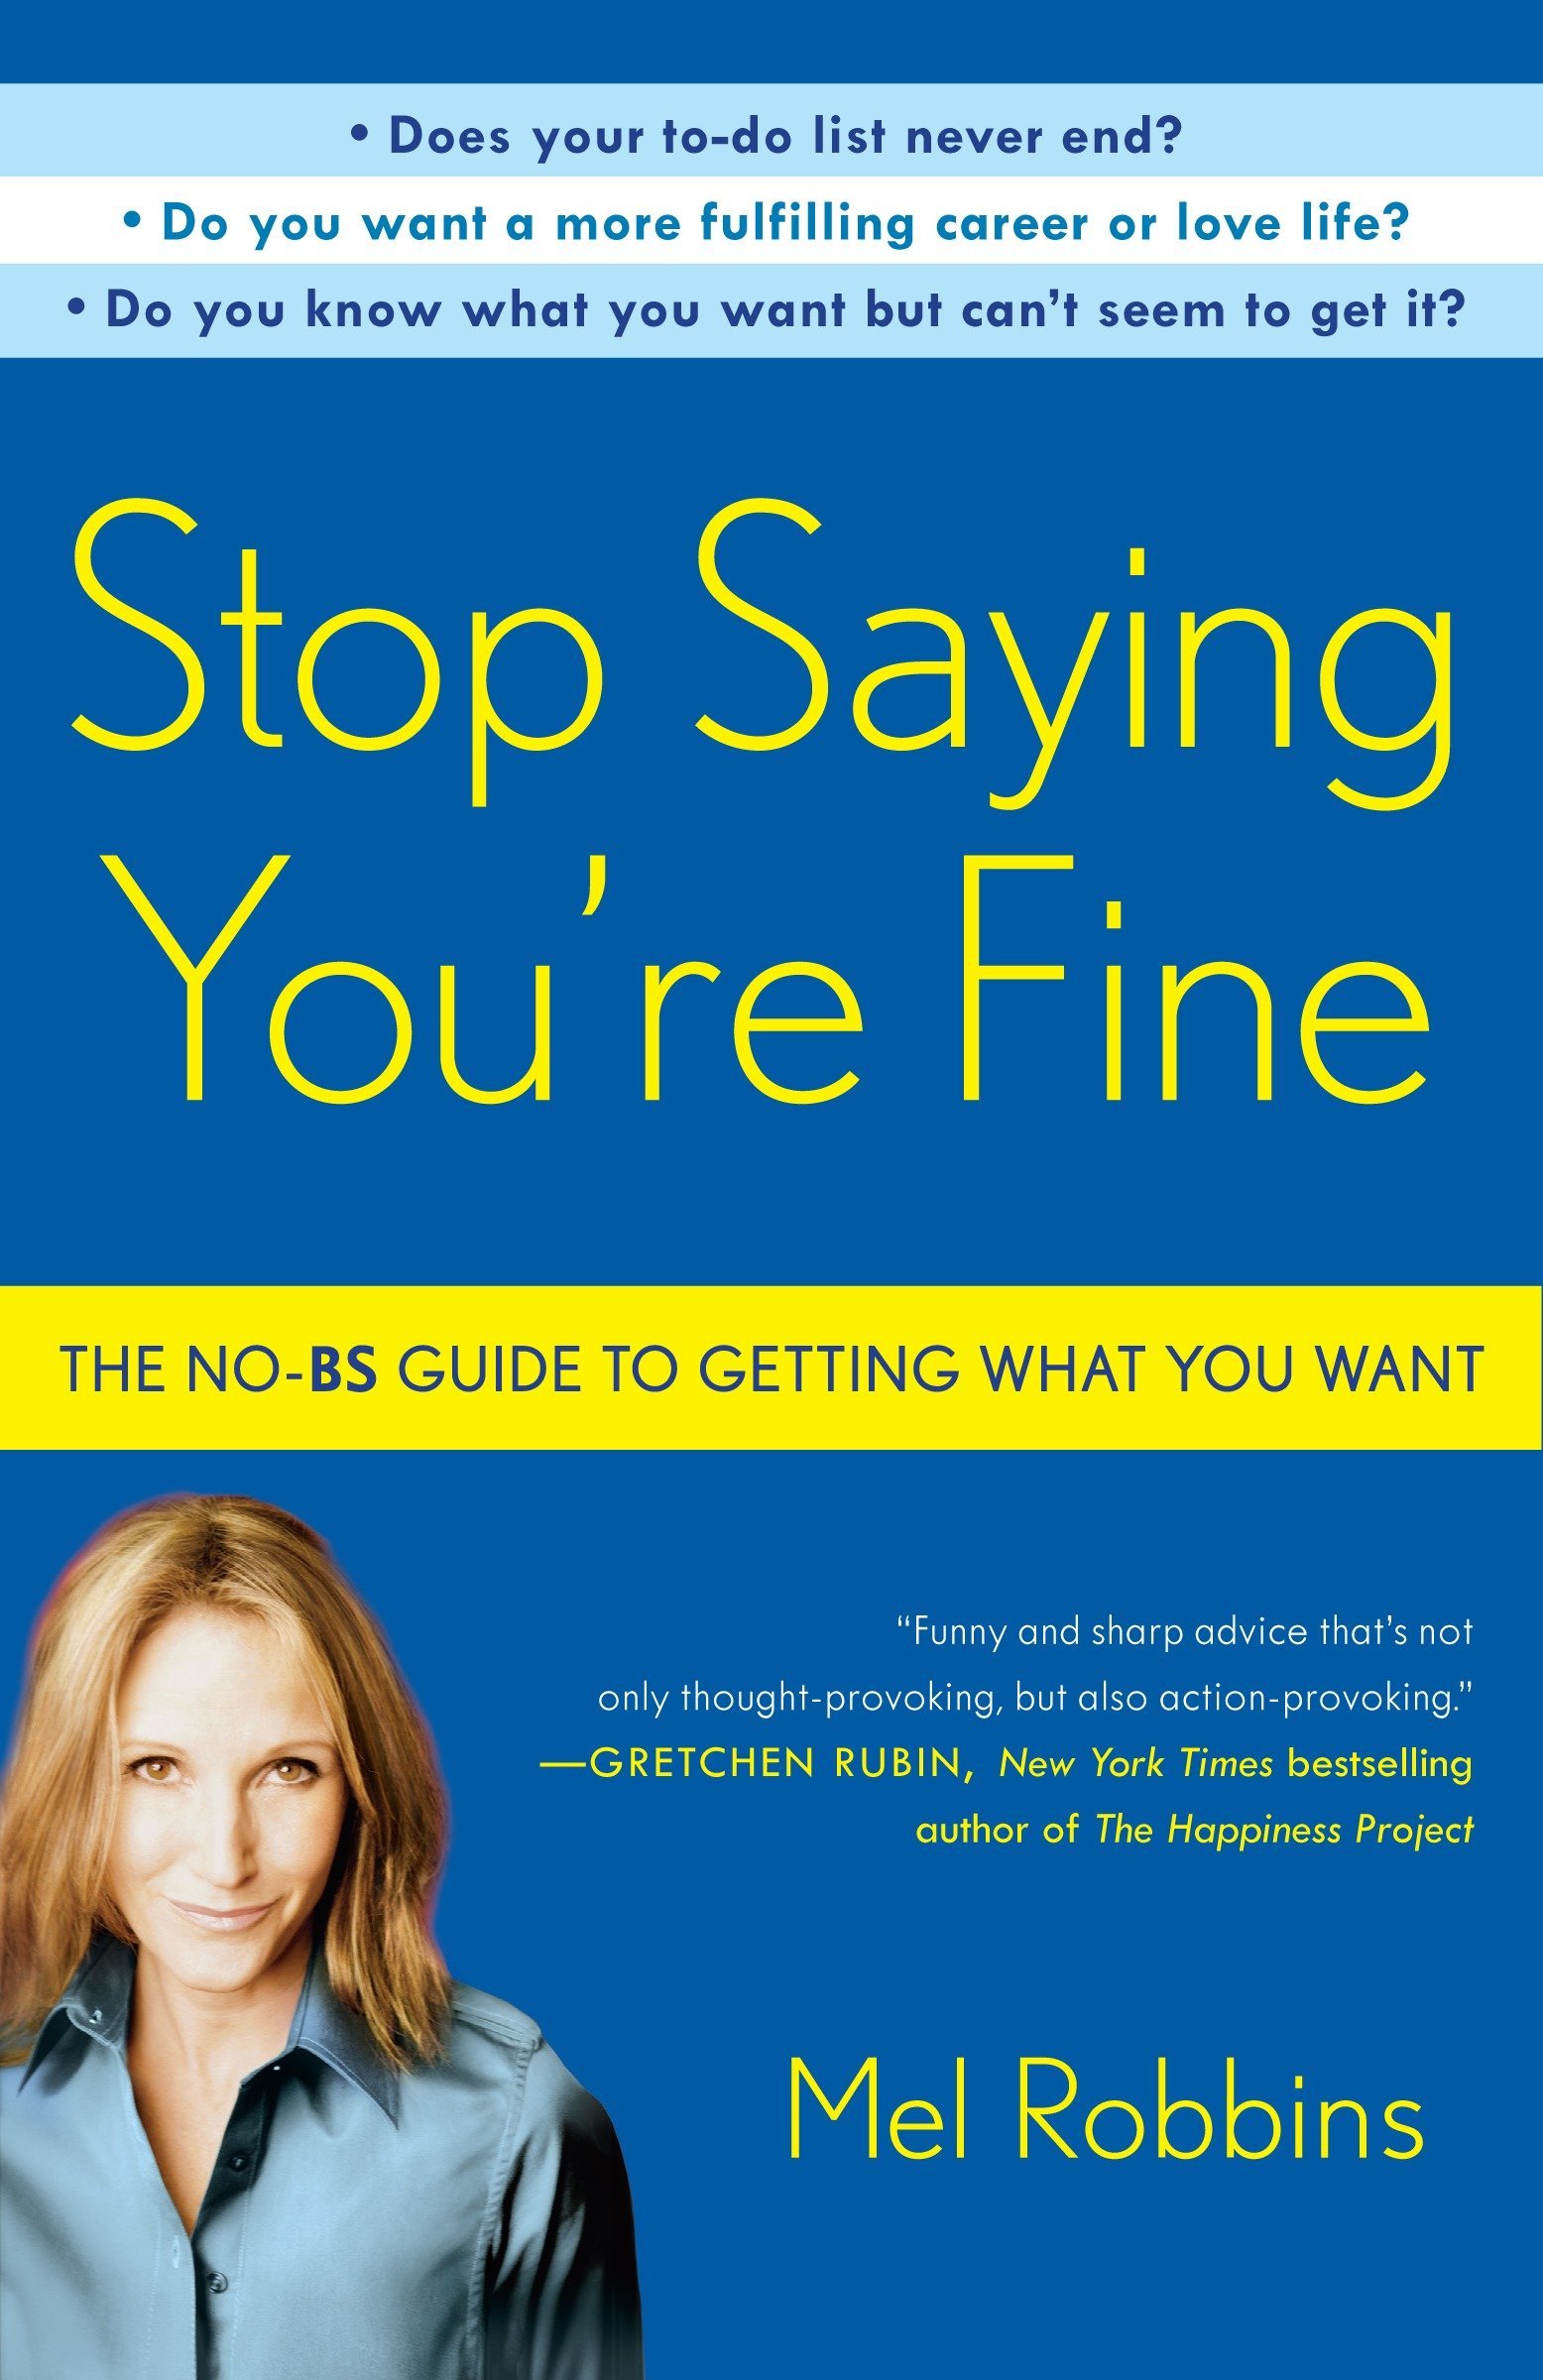 • Does your to-do list never end?
• Do you want a more fulfilling career or love life?
• Do you know what you want but can’t seem to get it?
Stop Saying
You’re Fine
THE NO-BS GUIDE TO GETTING WHAT YOU WANT
“Funny and sharp advice that’s not
only thought-provoking, but also action-provoking.”
—GRETCHEN RUBIN, New York Times bestselling
author of The Happiness Project
Mel Robbins